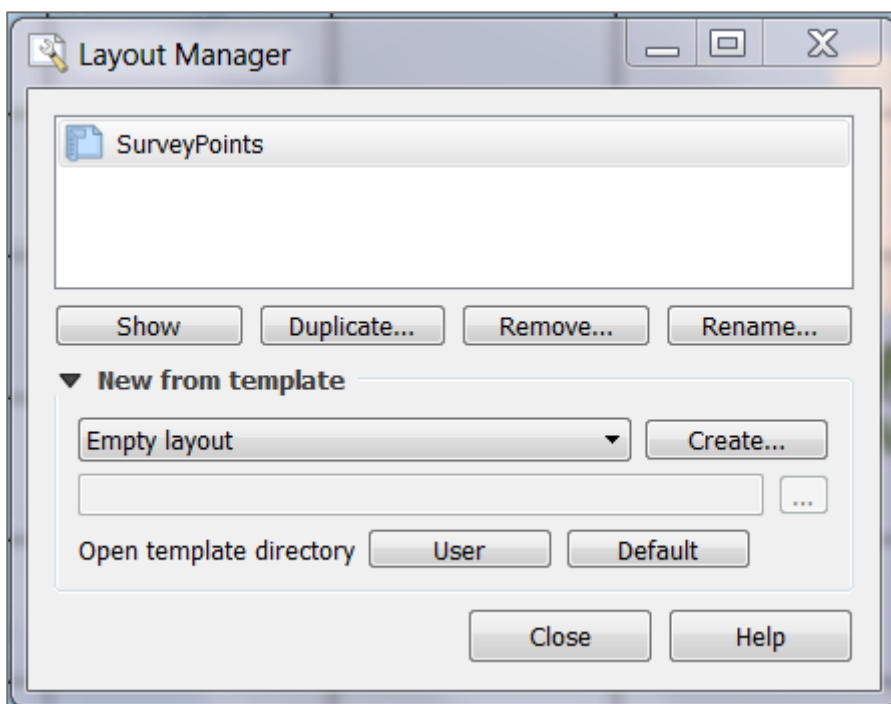 Layout Manager
SurveyPoints
Show Duplicate... Remove... Rename...
New from template
Empty layout Create...
...
Open template directory User Default
Close Help